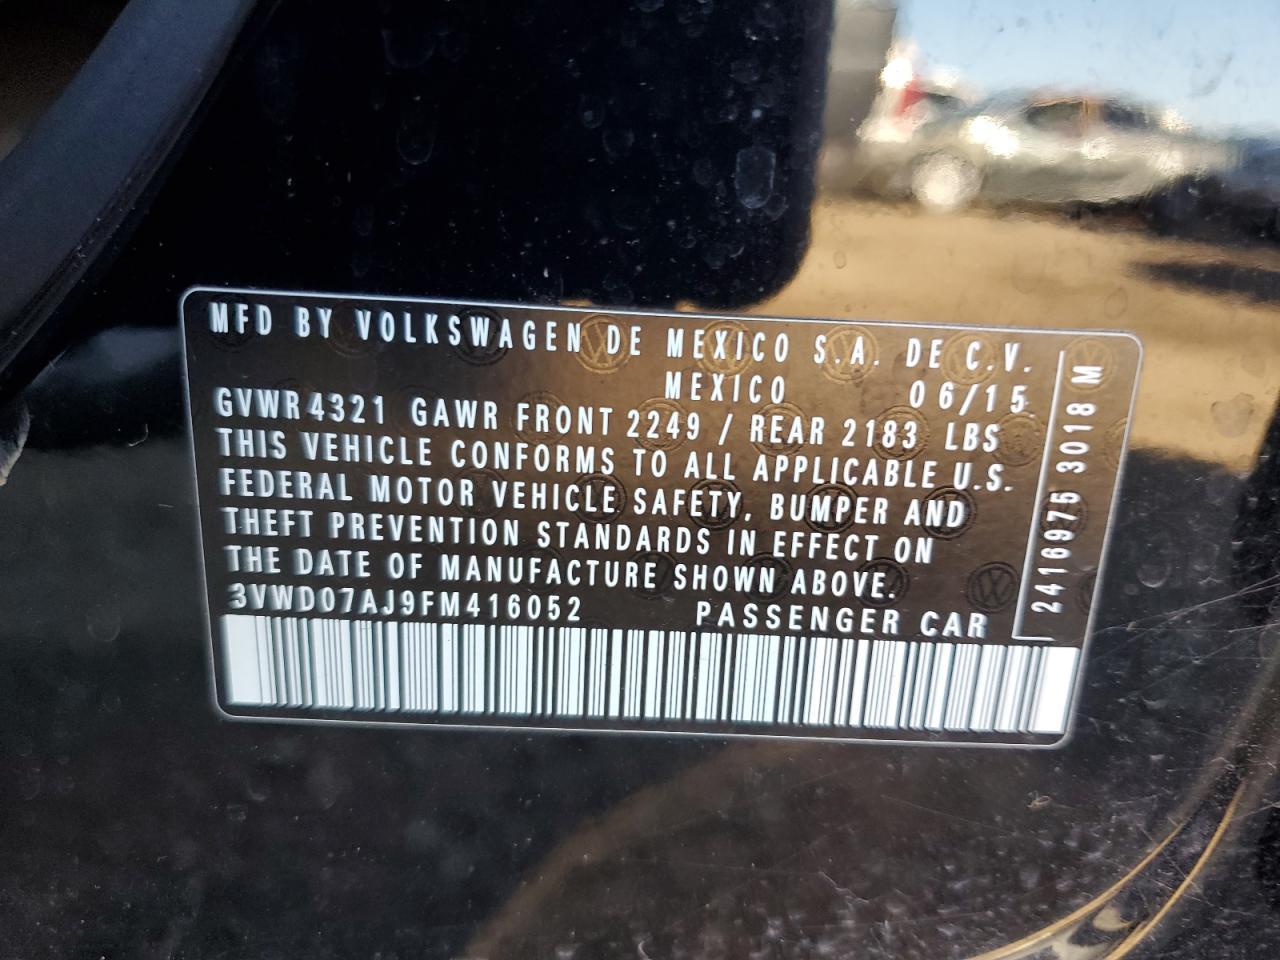 MFD BY VOLKSWAGEN DE MEXICO S.A. DE C.V.
MEXICO 06/15
GVWR 4321 GAWR FRONT 2249 / REAR 2183 LBS
THIS VEHICLE CONFORMS TO ALL APPLICABLE U.S.
FEDERAL MOTOR VEHICLE SAFETY, BUMPER AND
THEFT PREVENTION STANDARDS IN EFFECT ON
THE DATE OF MANUFACTURE SHOWN ABOVE.
3VWD07AJ9FM416052 PASSENGER CAR
2416975 3018 M